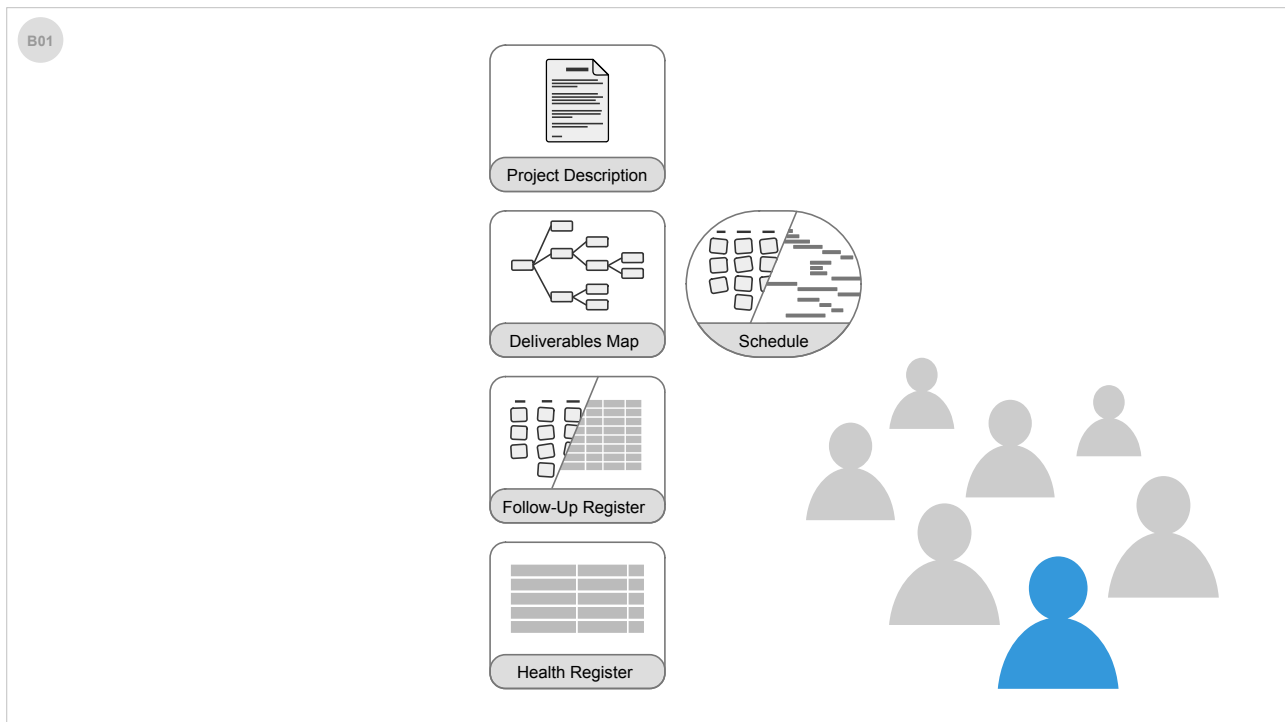 B01
Project Description
Deliverables Map
Schedule
Follow-Up Register
Health Register